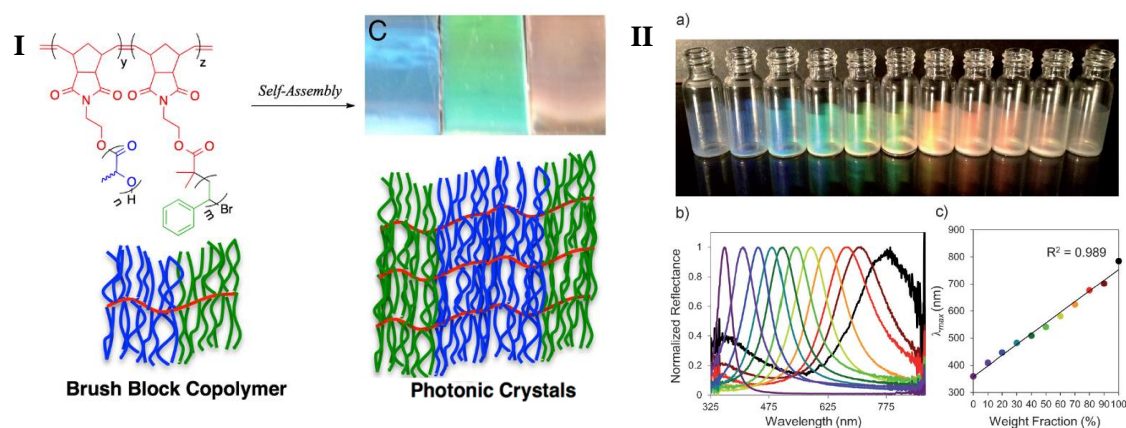 I
y
z
O
N
O
O
N
O
O
O
O
O
O
n
H
m
Br
Self-Assembly
C
Brush Block Copolymer
Photonic Crystals
II
a)
b)
Normalized Reflectance
1
0.8
0.6
0.4
0.2
0
325
475
625
775
Wavelength (nm)
c)
R² = 0.989
λmax (nm)
900
800
700
600
500
400
300
0 10 20 30 40 50 60 70 80 90 100
Weight Fraction (%)